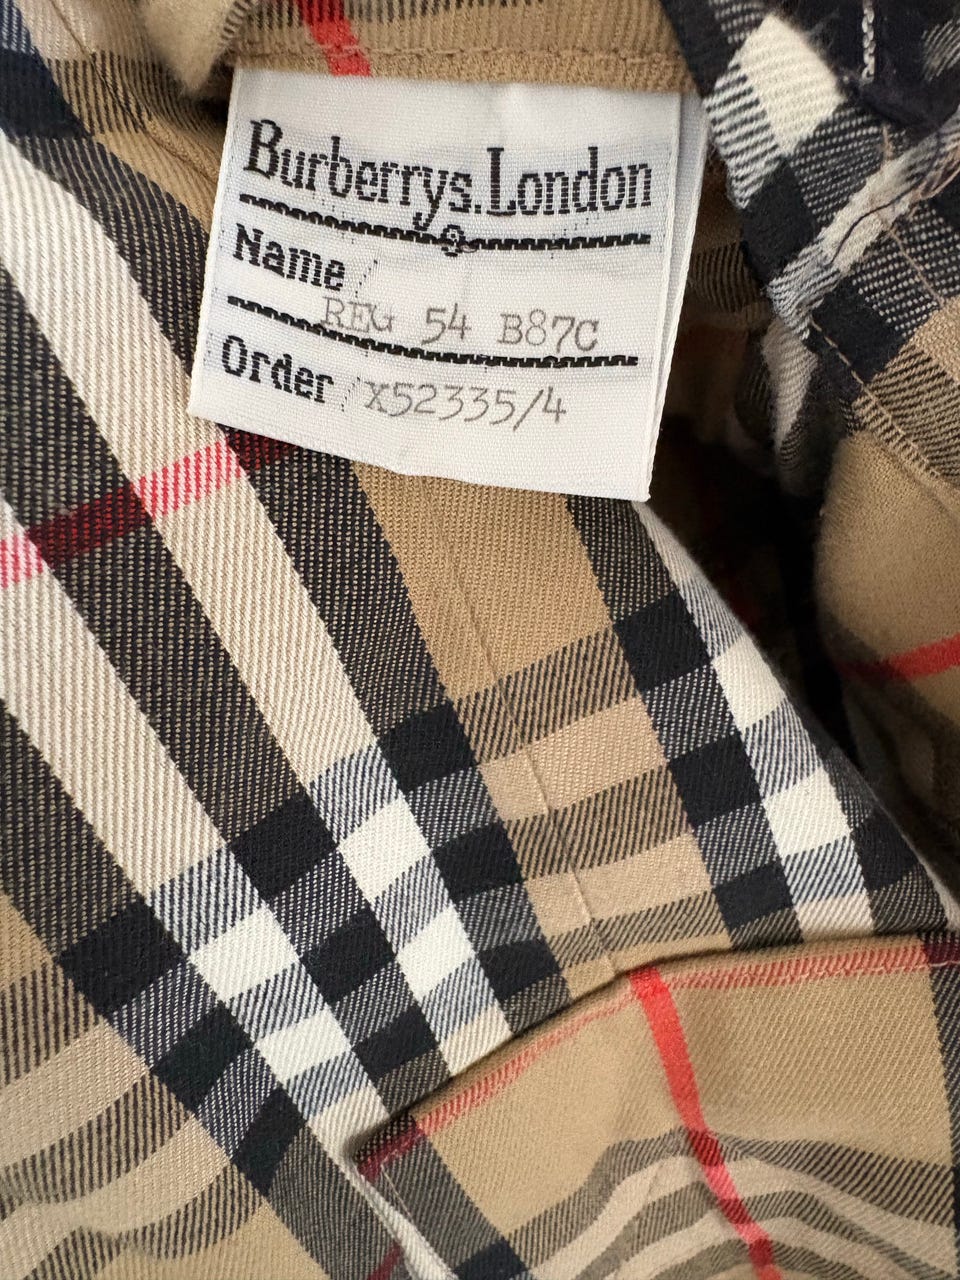 Burberrys.London
Name
REG 54 B87C
Order X52335/4